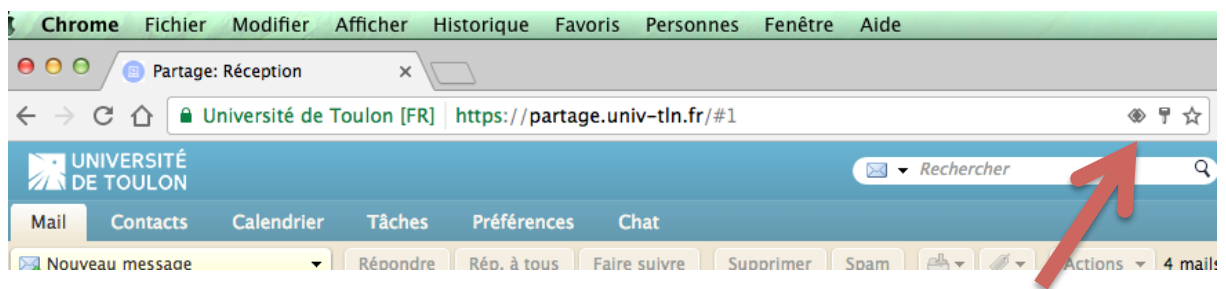 Chrome Fichier Modifier Afficher Historique Favoris Personnes Fenêtre Aide
Partage: Réception
Université de Toulon [FR] https://partage.univ-tln.fr/#1
UNIVERSITÉ
DE TOULON
Rechercher
Mail Contacts Calendrier Tâches Préférences Chat
Nouveau message Répondre Rép. à tous Faire suivre Supprimer Spam Actions 4 mails